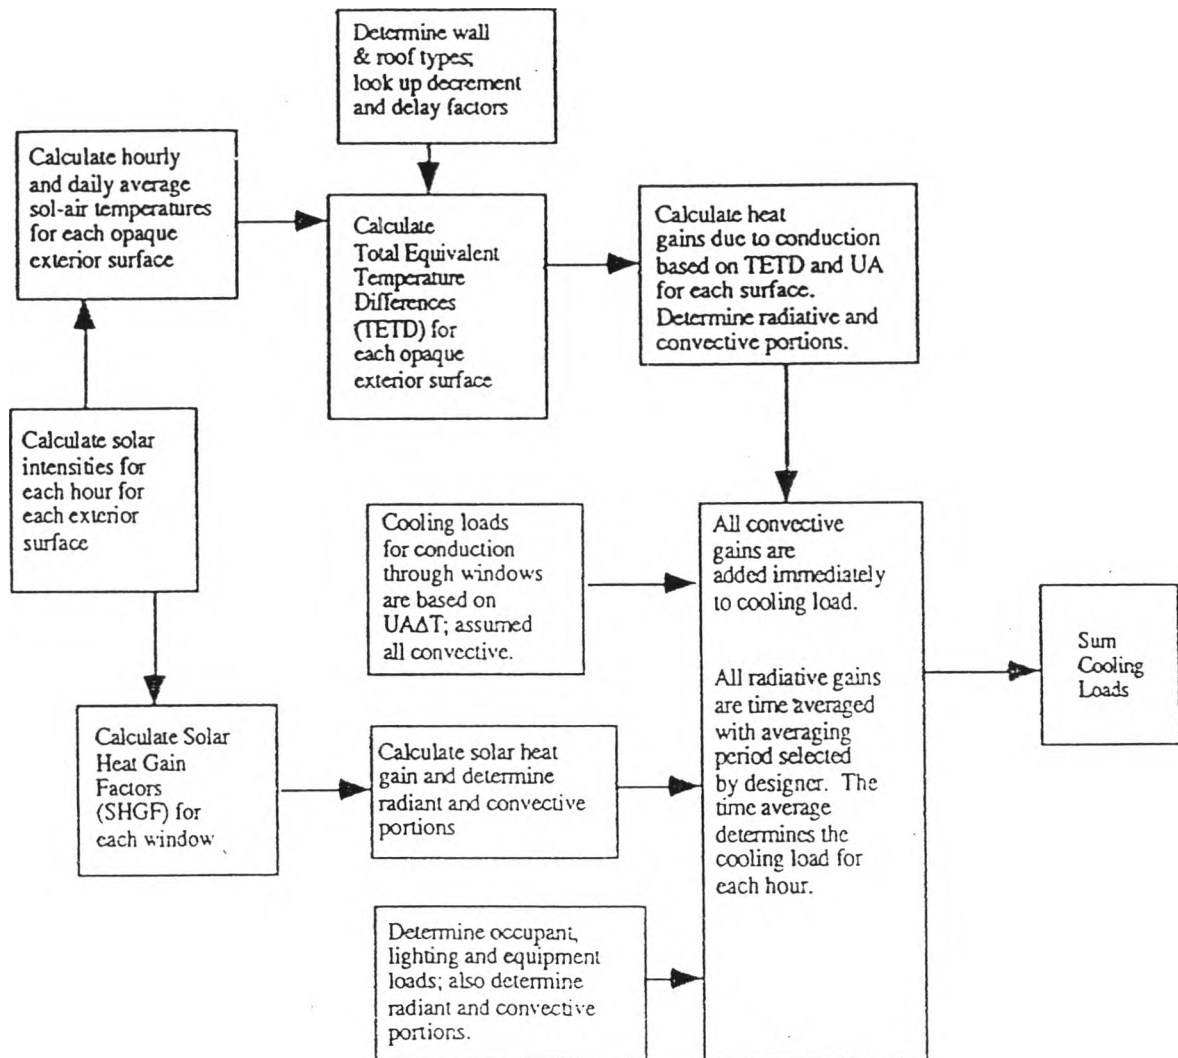 Determine wall
& roof types;
look up decrement
and delay factors
Calculate hourly
and daily average
sol-air temperatures
for each opaque
exterior surface
Calculate
Total Equivalent
Temperature
Differences
(TETD) for
each opaque
exterior surface
Calculate heat
gains due to conduction
based on TETD and UA
for each surface.
Determine radiative and
convective portions.
Calculate solar
intensities for
each hour for
each exterior
surface
Cooling loads
for conduction
through windows
are based on
UAΔT; assumed
all convective.
All convective
gains are
added immediately
to cooling load.
All radiative gains
are time averaged
with averaging
period selected
by designer. The
time average
determines the
cooling load for
each hour.
Sum
Cooling
Loads
Calculate Solar
Heat Gain
Factors
(SHGF) for
each window
Calculate solar heat
gain and determine
radiant and convective
portions
Determine occupant,
lighting and equipment
loads; also determine
radiant and convective
portions.